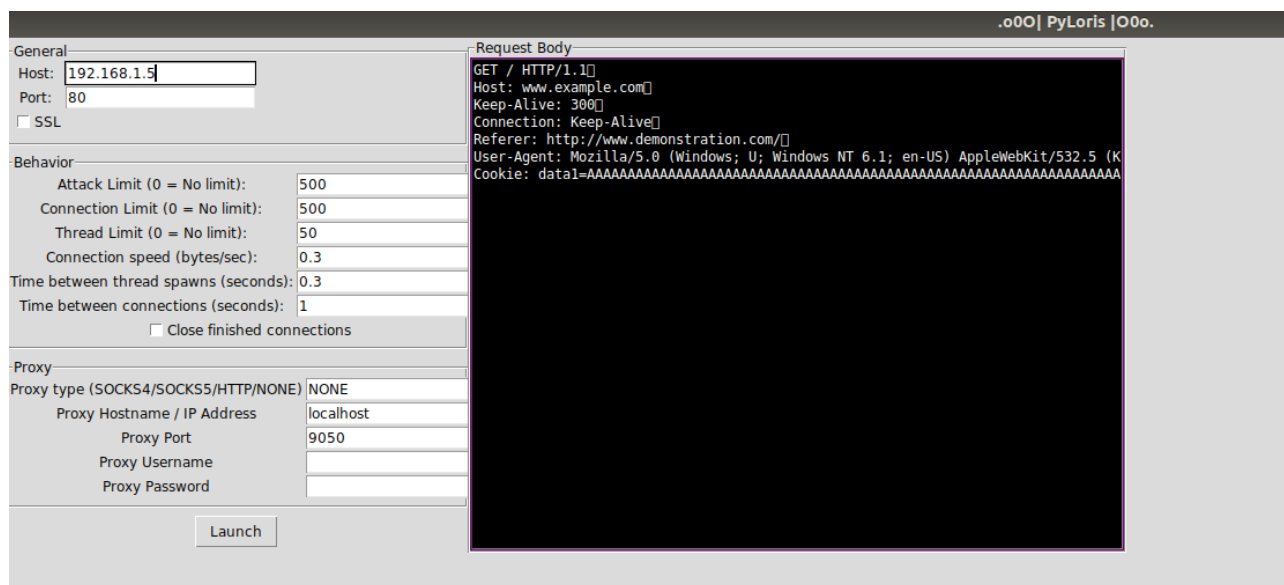 .o0O| PyLoris |O0o.
General
Host: 192.168.1.5
Port: 80
SSL
Behavior
Attack Limit (0 = No limit): 500
Connection Limit (0 = No limit): 500
Thread Limit (0 = No limit): 50
Connection speed (bytes/sec): 0.3
Time between thread spawns (seconds): 0.3
Time between connections (seconds): 1
Close finished connections
Proxy
Proxy type (SOCKS4/SOCKS5/HTTP/NONE) NONE
Proxy Hostname / IP Address localhost
Proxy Port 9050
Proxy Username
Proxy Password
Launch
Request Body
GET / HTTP/1.1
Host: www.example.com
Keep-Alive: 300
Connection: Keep-Alive
Referer: http://www.demonstration.com/
User-Agent: Mozilla/5.0 (Windows; U; Windows NT 6.1; en-US) AppleWebKit/532.5 (K
Cookie: data1=AAAAAAAAAAAAAAAAAAAAAAAAAAAAAAAAAAAAAAAAAAAAAAAAAAAAAAAAAAAAAAAAAA